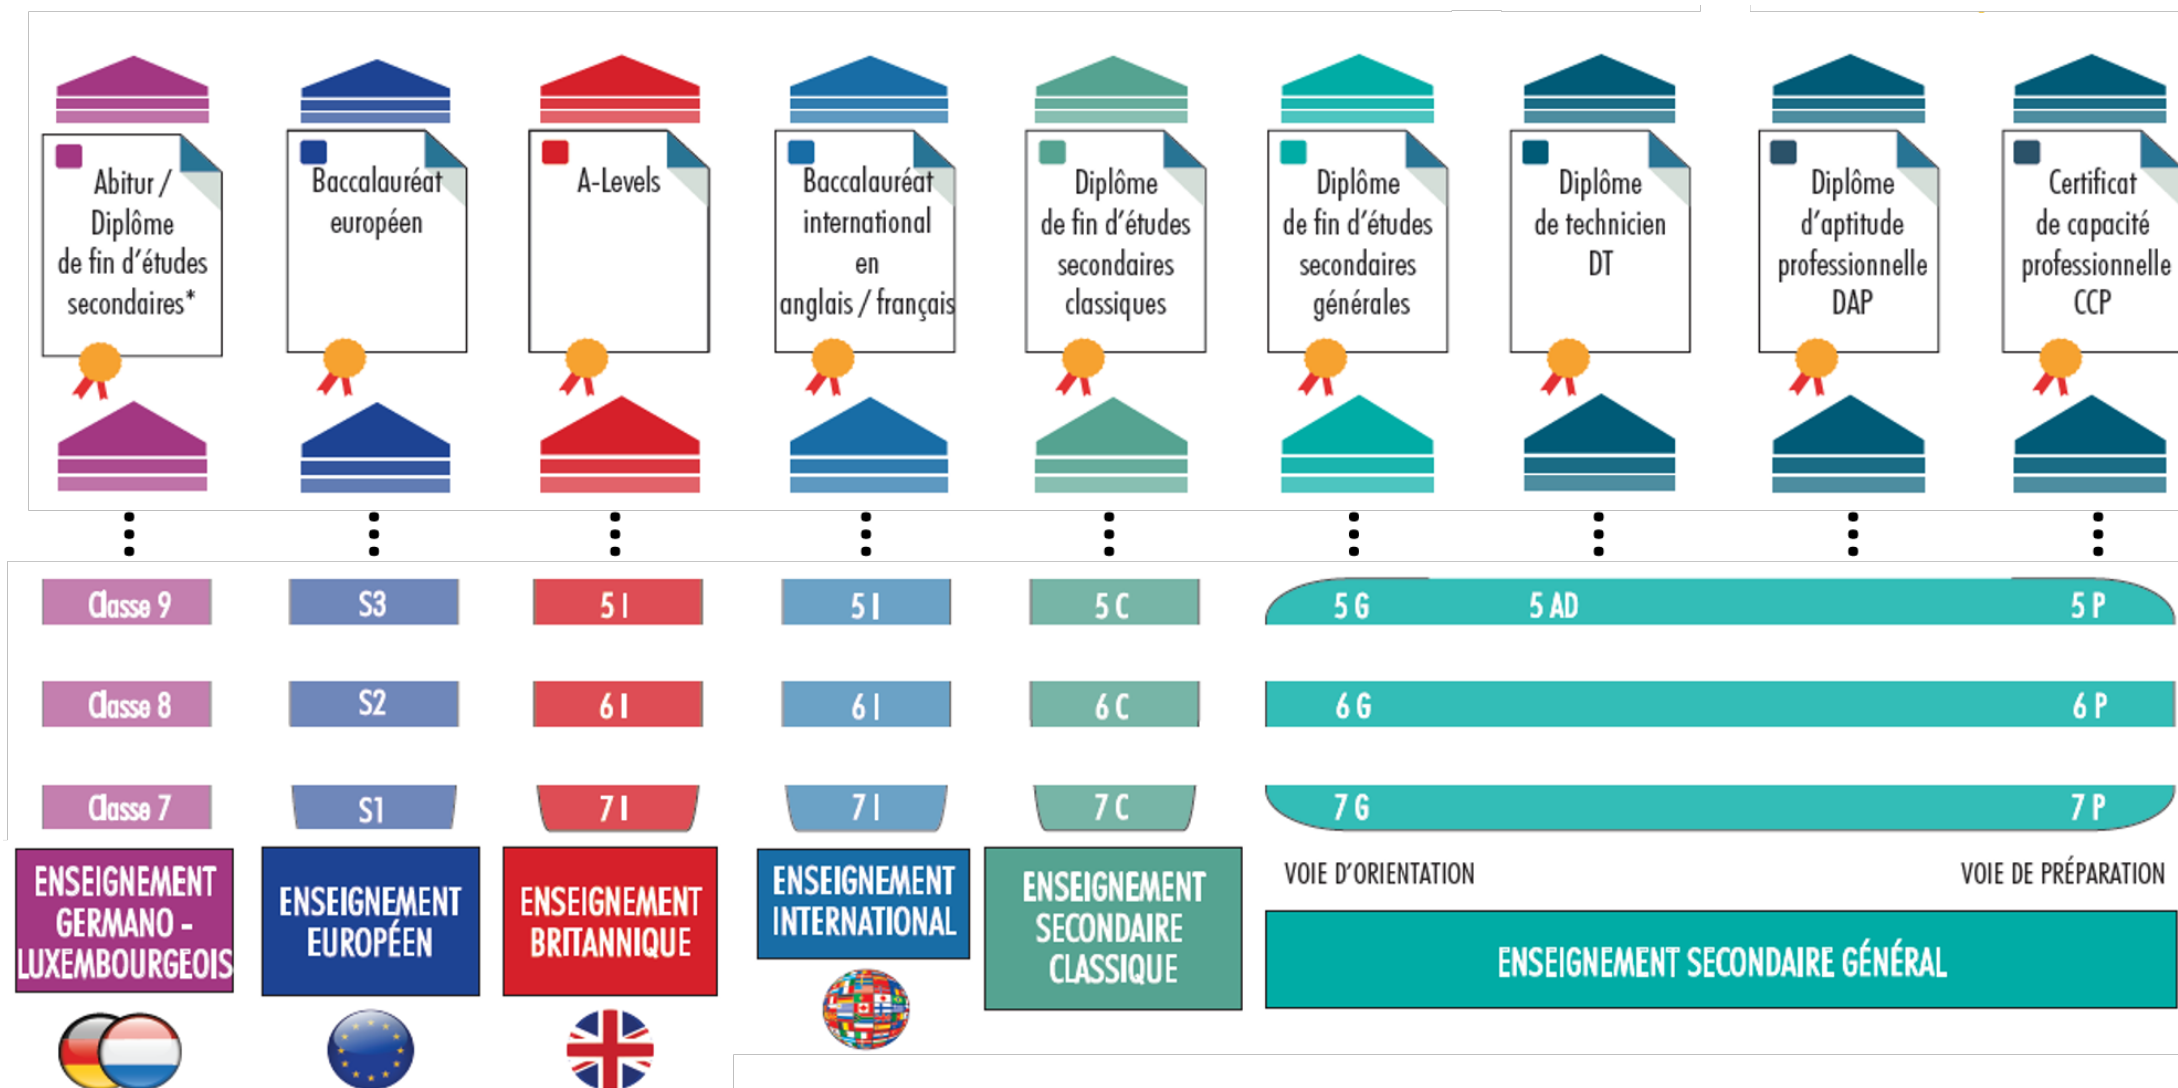 Abitur /
Diplôme
de fin d'études
secondaires*
Baccalauréat
européen
A-Levels
Baccalauréat
international
en
anglais / français
Diplôme
de fin d'études
secondaires
classiques
Diplôme
de fin d'études
secondaires
générales
Diplôme
de technicien
DT
Diplôme
d'aptitude
professionnelle
DAP
Certificat
de capacité
professionnelle
CCP
Classe 9
S3
5 I
5 I
5 C
5 G
5 AD
5 P
Classe 8
S2
6 I
6 I
6 C
6 G
6 P
Classe 7
S1
7 I
7 I
7 C
7 G
7 P
ENSEIGNEMENT
GERMANO -
LUXEMBOURGEOIS
ENSEIGNEMENT
EUROPÉEN
ENSEIGNEMENT
BRITANNIQUE
ENSEIGNEMENT
INTERNATIONAL
ENSEIGNEMENT
SECONDAIRE
CLASSIQUE
VOIE D'ORIENTATION
VOIE DE PRÉPARATION
ENSEIGNEMENT SECONDAIRE GÉNÉRAL